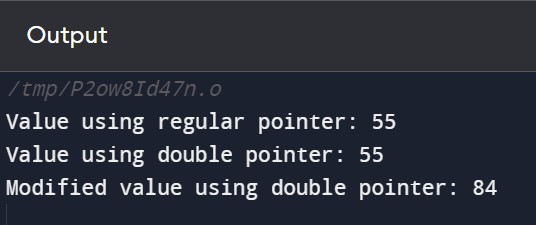 Output
/tmp/P2ow8Id47n.o
Value using regular pointer: 55
Value using double pointer: 55
Modified value using double pointer: 84